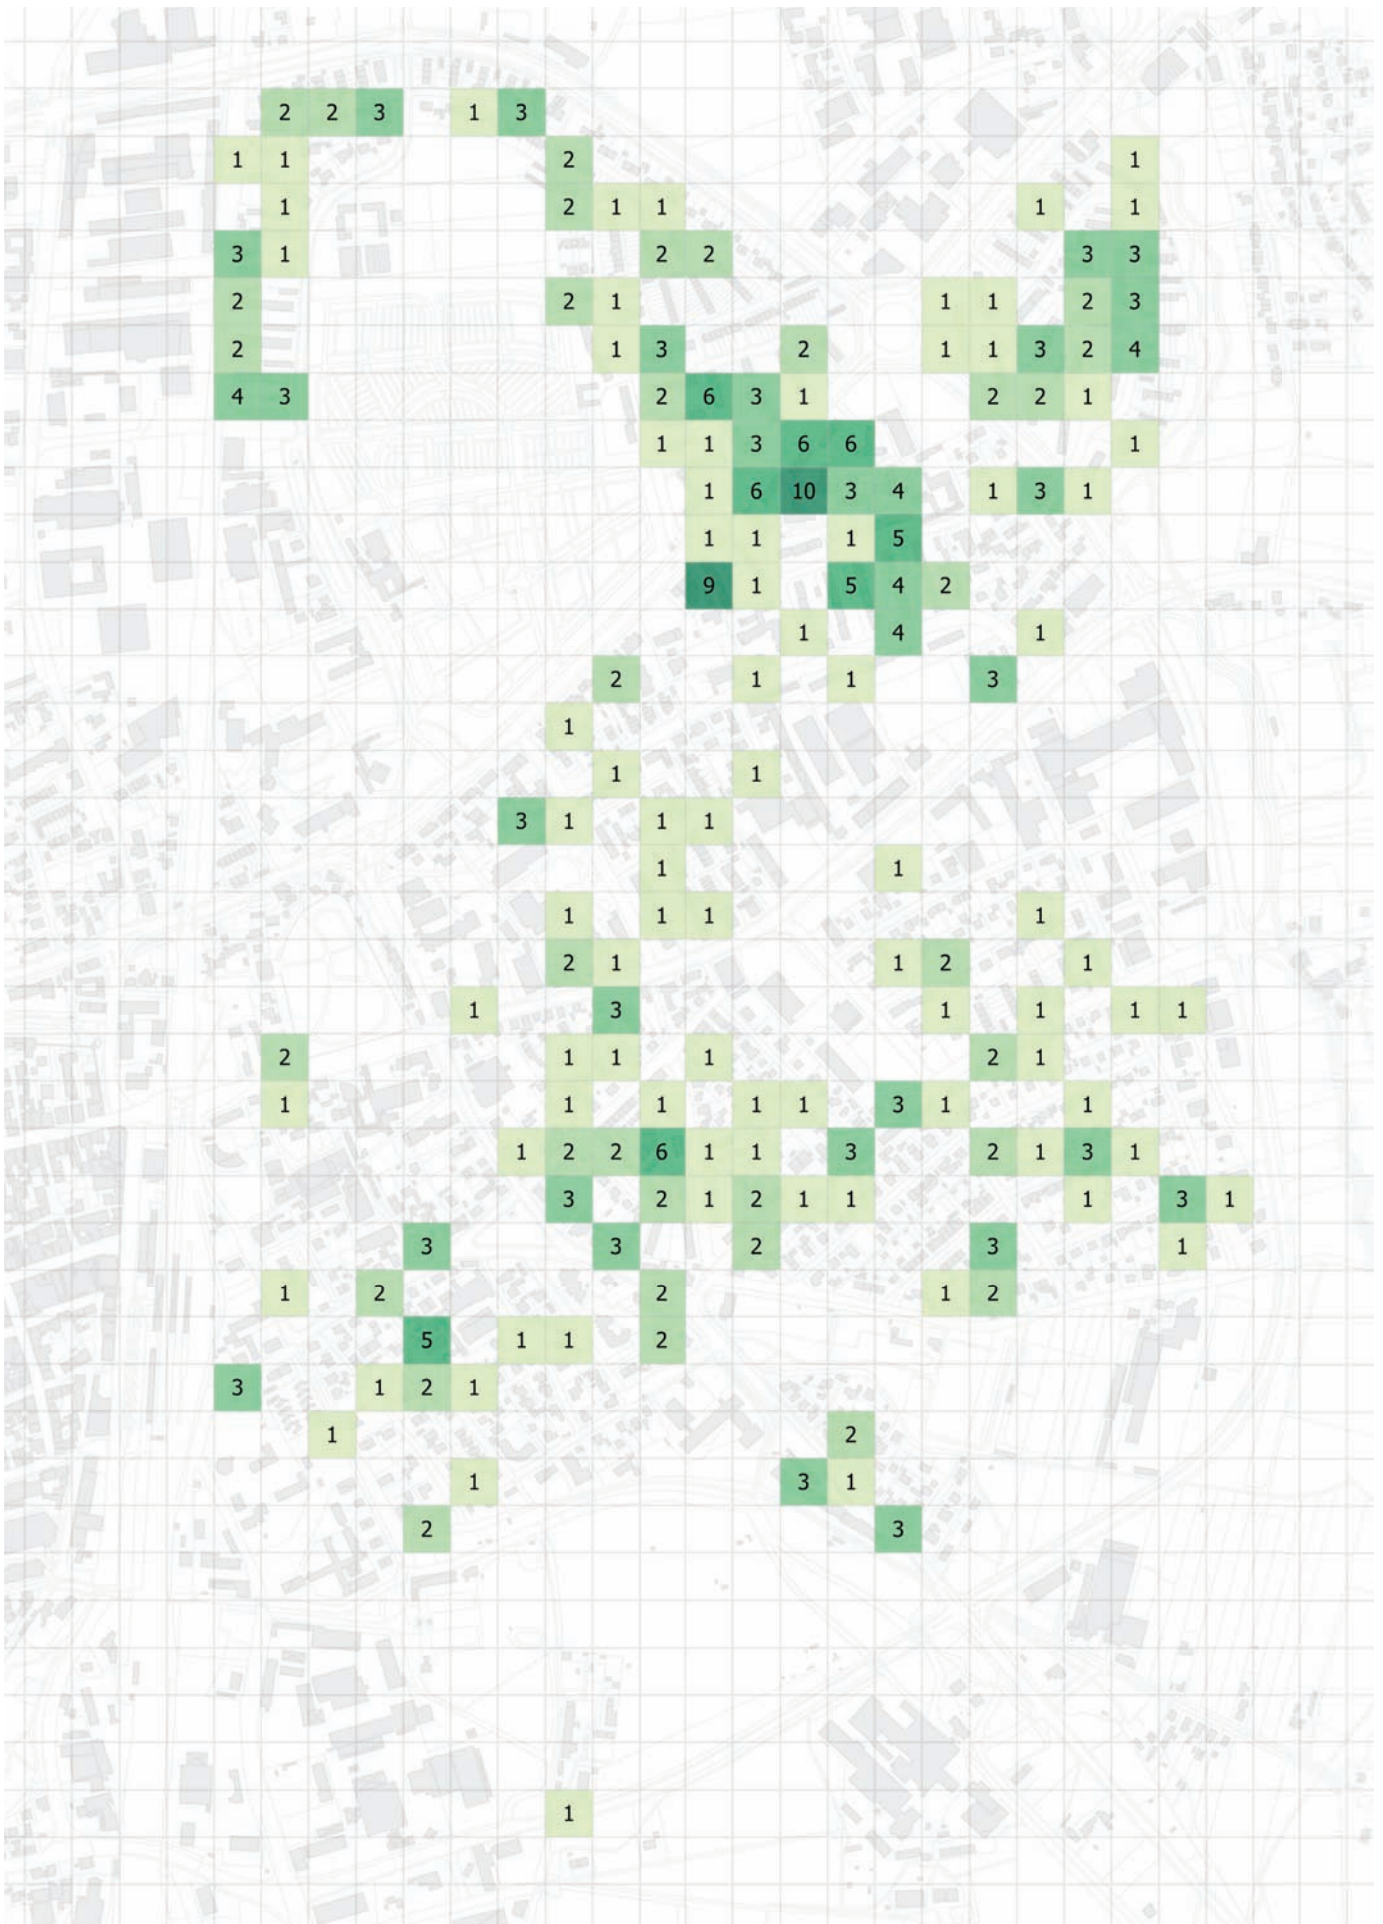 2 2 3 1 3
1 1 2 1
1 2 1 1 1 1
3 1 2 2 3 3
2 2 1 1 1 2 3
2 1 3 2 1 1 3 2 4
4 3 2 6 3 1 2 2 1
1 1 3 6 6 1
1 6 10 3 4 1 3 1
1 1 1 5
9 1 5 4 2
1 4 1
2 1 1 3
1
1 1
3 1 1 1
1 1
1 1 1 1
2 1 1 2 1
1 3 1 1 1 1
2 1 1 1 2 1
1 1 1 1 1 3 1 1
1 2 2 6 1 1 3 2 1 3 1
3 2 1 2 1 1 1 3 1
3 3 2 3 1
1 2 2 1 2
5 1 1 2
3 1 2 1
1 2
1 3 1
2 3
1